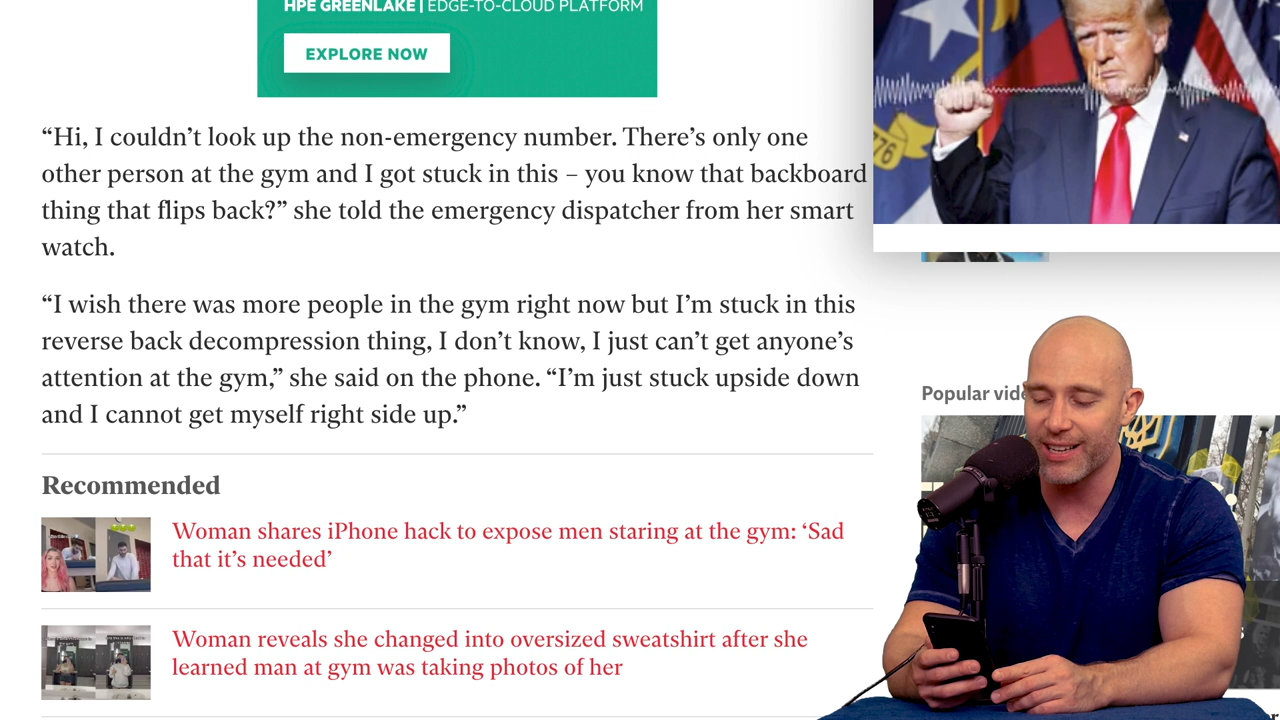 HPE GREENLAKE | EDGE-TO-CLOUD PLATFORM
EXPLORE NOW
“Hi, I couldn’t look up the non-emergency number. There’s only one
other person at the gym and I got stuck in this – you know that backboard
thing that flips back?” she told the emergency dispatcher from her smart
watch.
“I wish there was more people in the gym right now but I’m stuck in this
reverse back decompression thing, I don’t know, I just can’t get anyone’s
attention at the gym,” she said on the phone. “I’m just stuck upside down
and I cannot get myself right side up.”
Recommended
Woman shares iPhone hack to expose men staring at the gym: ‘Sad
that it’s needed’
Woman reveals she changed into oversized sweatshirt after she
learned man at gym was taking photos of her
76
Popular vide